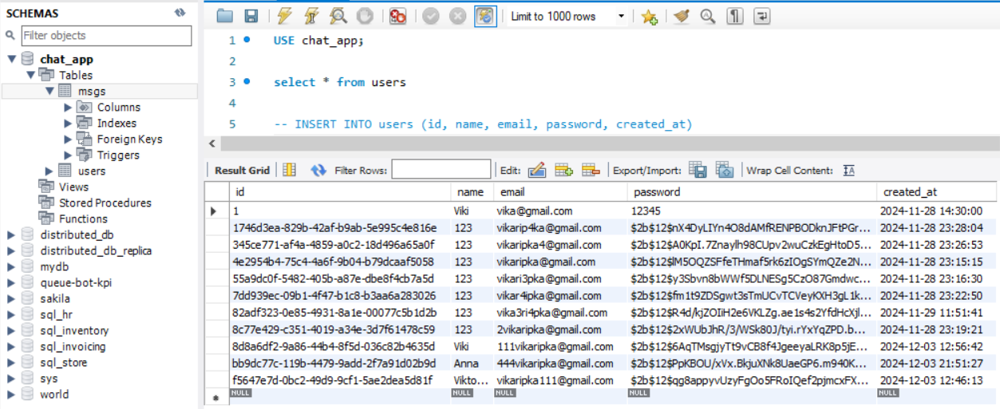 SCHEMAS
Filter objects
chat_app
Tables
msgs
Columns
Indexes
Foreign Keys
Triggers
users
Views
Stored Procedures
Functions
distributed_db
distributed_db_replica
mydb
queue-bot-kpi
sakila
sql_hr
sql_inventory
sql_invoicing
sql_store
sys
world
Limit to 1000 rows
1 USE chat_app;
2
3 select * from users
4
5 -- INSERT INTO users (id, name, email, password, created_at)
Result Grid Filter Rows: Edit: Export/Import: Wrap Cell Content: IA
id name email password created_at
1 Viki vika@gmail.com 12345 2024-11-28 14:30:00
1746d3ea-829b-42af-b9ab-5e995c4e816e 123 vikarip4ka@gmail.com $2b$12$nX4DyLIYn4O8dAMfRENPBODknJFtPGr... 2024-11-28 23:28:04
345ce771-af4a-4859-a0c2-18d496a65a0f 123 vikaripka4@gmail.com $2b$12$A0KpI.7Znaylh98CUpv2wuCzkEgHtoD5... 2024-11-28 23:26:53
4e2954b4-75c4-4a6f-9b04-b79dcaaf5058 123 vikaripka@gmail.com $2b$12$lM5OQZSFfeTHmaf5rk6zIOgSYmQZe2N... 2024-11-28 23:15:15
55a9dc0f-5482-405b-a87e-dbe8f4cb7a5d 123 vikari3pka@gmail.com $2b$12$y3Sbvn8bWWf5DLNESg5CzO87Gmdwc... 2024-11-28 23:16:30
7dd939ec-09b1-4f47-b1c8-b3aa6a283026 123 vikar4ipka@gmail.com $2b$12$fm1t9ZDSgwt3sTmUCvTCVeyKXH3gL1k... 2024-11-28 23:22:50
82adf323-0e85-4931-8a1e-00077c5b1d2b 123 vika3ri4pka@gmail.com $2b$12$R4d/kjZOIiH2e6VKLZg.ae1s4s2YfdHcXjl... 2024-11-29 11:51:41
8c77e429-c351-4019-a34e-3d7f61478c59 123 2vikaripka@gmail.com $2b$12$2xWUbJhR/3/WSk80J/tyi.rYxYqZPD.b... 2024-11-28 23:19:21
8d8a6df2-9a86-44b4-8f5d-036c82b4635d Viki 111vikaripka@gmail.com $2b$12$6AqTMsgjyTt9vCB8f4JgeeyaLRK8p5jE... 2024-12-03 12:56:42
bb9dc77c-119b-4479-9add-2f7a91d02b9d Anna 444vikaripka@gmail.com $2b$12$PpKBOU/xVx.BkjuXNk8UaeGP6.m940K... 2024-12-03 21:51:27
f5647e7d-0bc2-49d9-9cf1-5ae2dea5d81f Vikto... vikaripka111@gmail.com $2b$12$qg8appyvUzyFgOo5FRoIQef2pjmcxFX... 2024-12-03 12:46:13
NULL NULL NULL NULL NULL